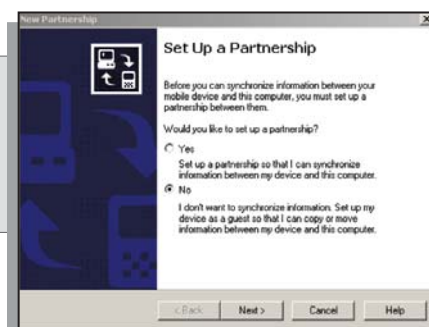 New Partnership
Set Up a Partnership
Before you can synchronize information between your
mobile device and this computer, you must set up a
partnership between them.
Would you like to set up a partnership?
Yes
Set up a partnership so that I can synchronize
information between my device and this computer.
No
I don't want to synchronize information. Set up my
device as a guest so that I can copy or move
information between my device and this computer.
< Back
Next >
Cancel
Help